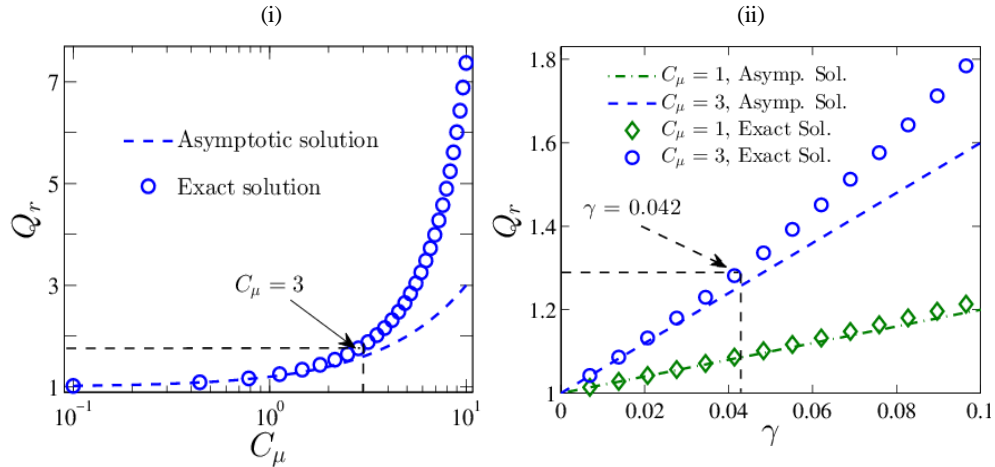 (i)
7
5
3
1
Q_r
Asymptotic solution
Exact solution
C_μ = 3
10^{-1}
10^0
10^1
C_μ
(ii)
1.8
1.6
1.4
1.2
1
Q_r
C_μ = 1, Asymp. Sol.
C_μ = 3, Asymp. Sol.
C_μ = 1, Exact Sol.
C_μ = 3, Exact Sol.
γ = 0.042
0
0.02
0.04
0.06
0.08
0.1
γ